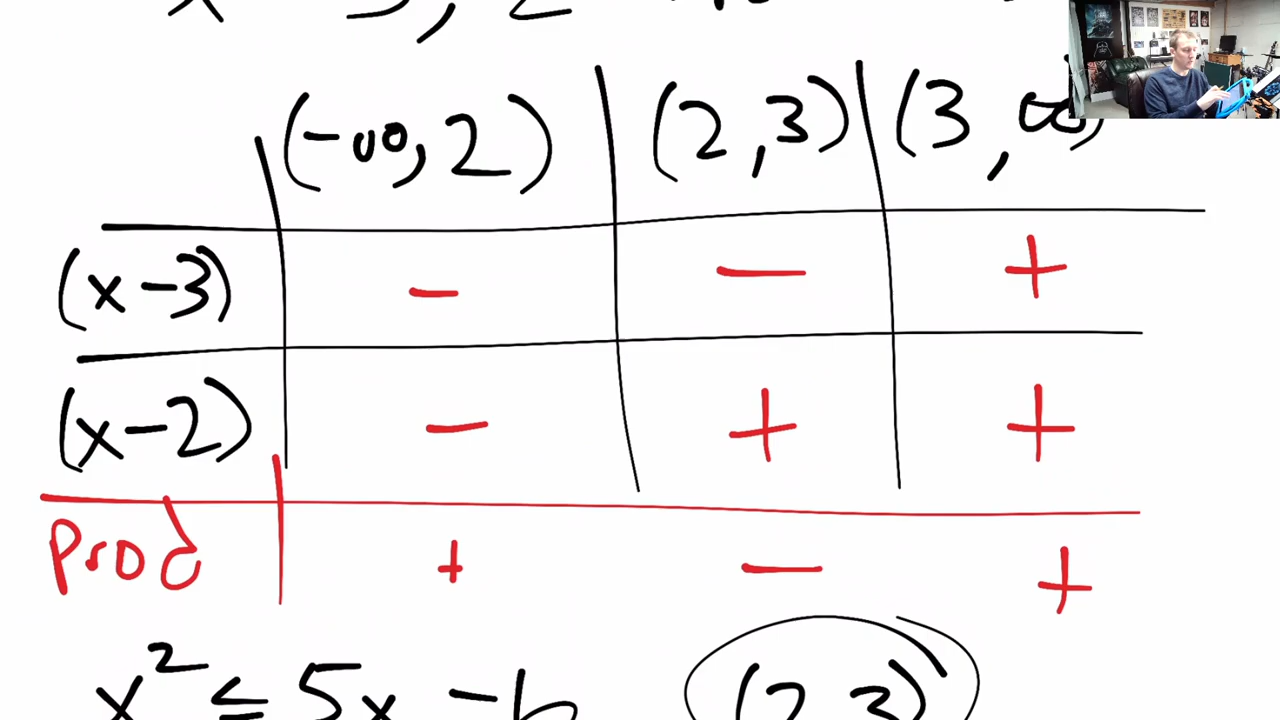 (-∞, 2) (2, 3) (3, ∞)
(x-3) - - +
(x-2) - + +
Prod + - +
x² ≤ 5x - 6 (2, 3)